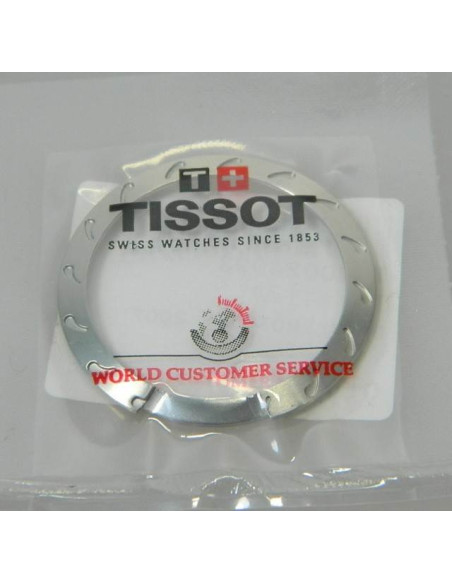 T+
TISSOT
SWISS WATCHES SINCE 1853
WORLD CUSTOMER SERVICE